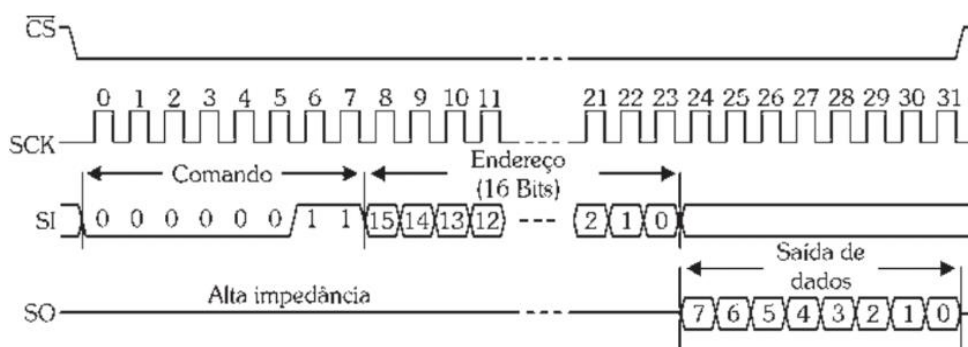 CS
0 1 2 3 4 5 6 7 8 9 10 11 21 22 23 24 25 26 27 28 29 30 31
SCK
Comando
Endereço
(16 Bits)
SI 0 0 0 0 0 0 1 1 15 14 13 12 2 1 0
Saída de
dados
Alta impedância
SO 7 6 5 4 3 2 1 0